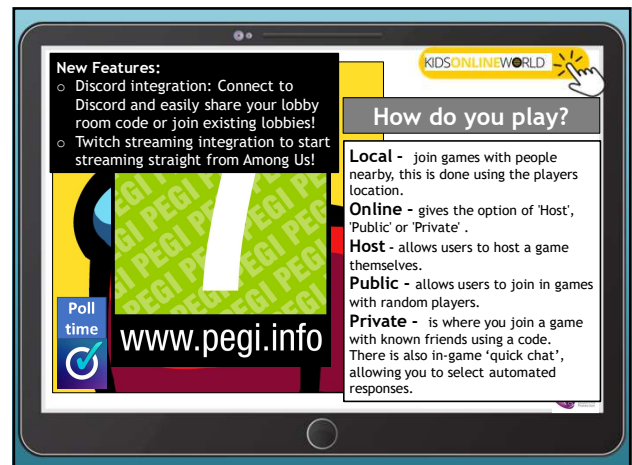 KIDSONLINEWORLD
New Features:
o Discord integration: Connect to
Discord and easily share your lobby
room code or join existing lobbies!
o Twitch streaming integration to start
streaming straight from Among Us!
PEGI PEGI PEGI
7
www.pegi.info
Poll
time
How do you play?
Local - join games with people
nearby, this is done using the players
location.
Online - gives the option of 'Host',
'Public' or 'Private' .
Host - allows users to host a game
themselves.
Public - allows users to join in games
with random players.
Private - is where you join a game
with known friends using a code.
There is also in-game ‘quick chat’,
allowing you to select automated
responses.